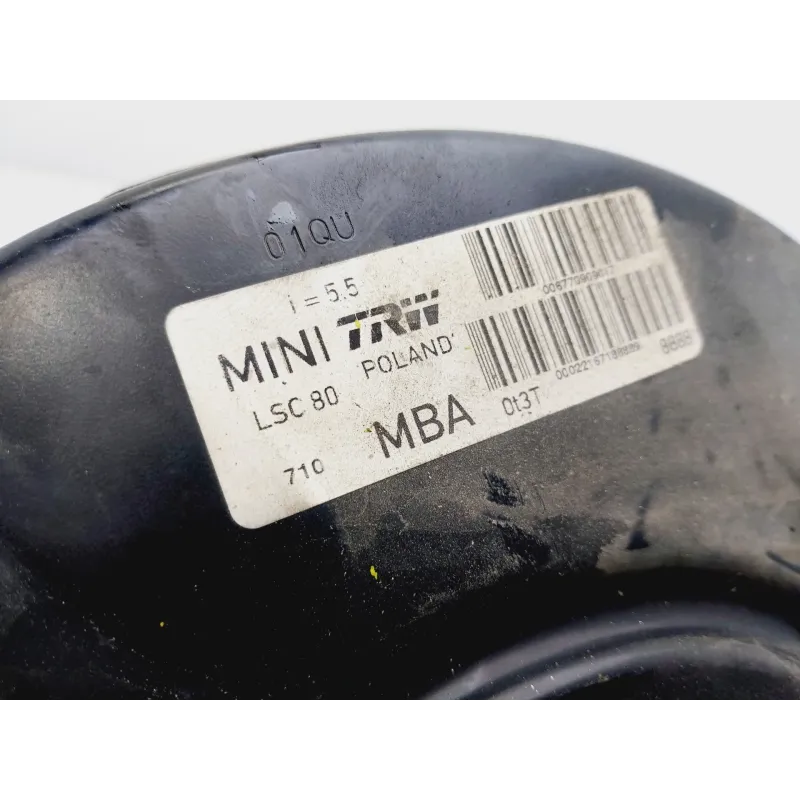 01QU
i = 5.5
MINI TRW
LSC 80 POLAND
710 MBA 0t3T